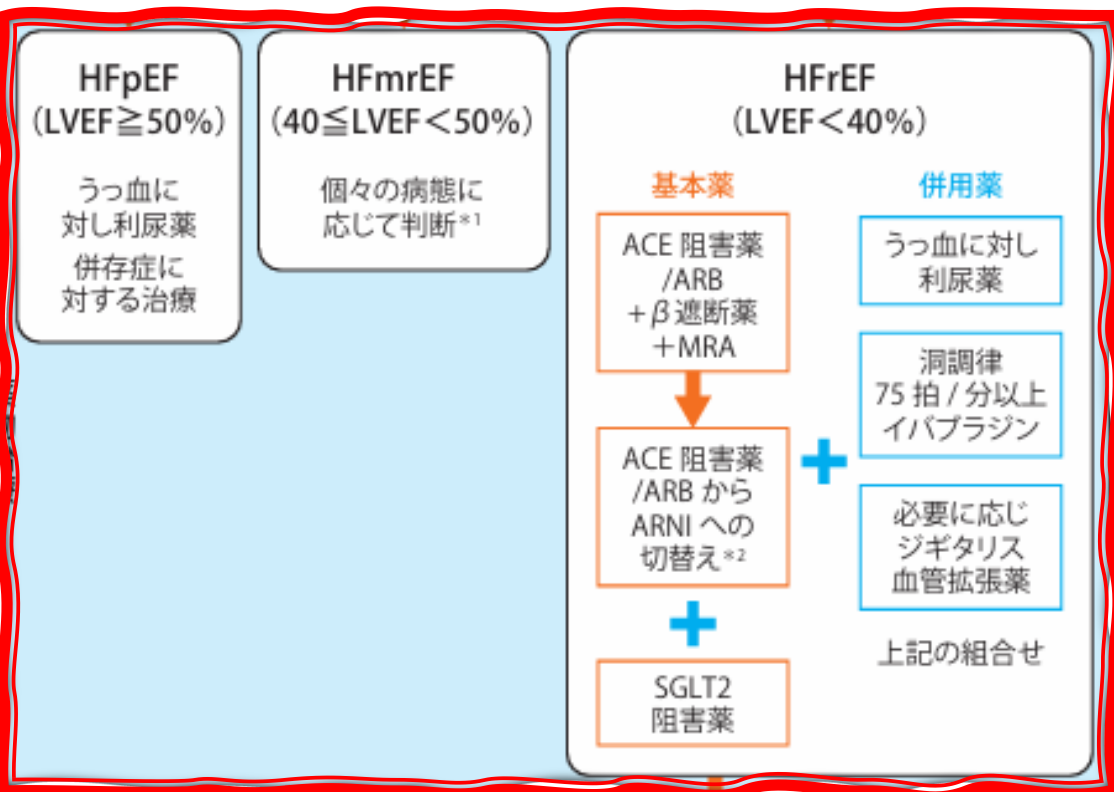 HFpEF
(LVEF≧50%)
うっ血に
対し利尿薬
併存症に
対する治療
HFmrEF
(40≦LVEF<50%)
個々の病態に
応じて判断*1
HFrEF
(LVEF<40%)
基本薬
ACE 阻害薬
/ARB
+β遮断薬
+MRA
ACE 阻害薬
/ARB から
ARNI への
切替え*2
+
SGLT2
阻害薬
+
併用薬
うっ血に対し
利尿薬
洞調律
75 拍 / 分以上
イバブラジン
必要に応じ
ジギタリス
血管拡張薬
上記の組合せ